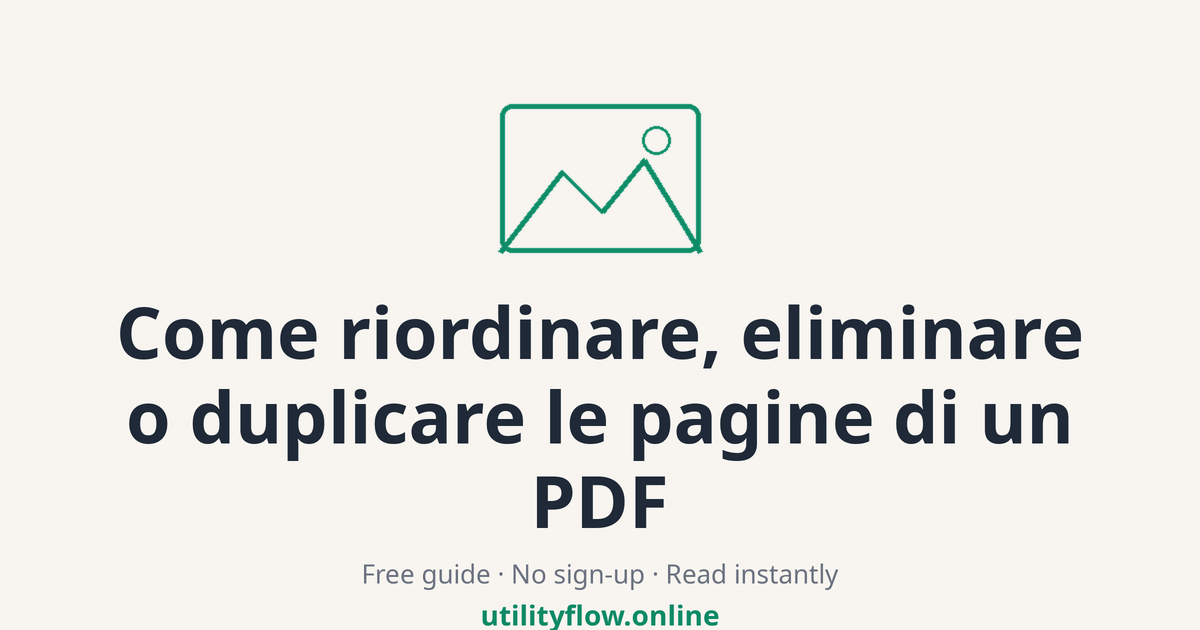 Come riordinare, eliminare
o duplicare le pagine di un
PDF
Free guide · No sign-up · Read instantly
utilityflow.online